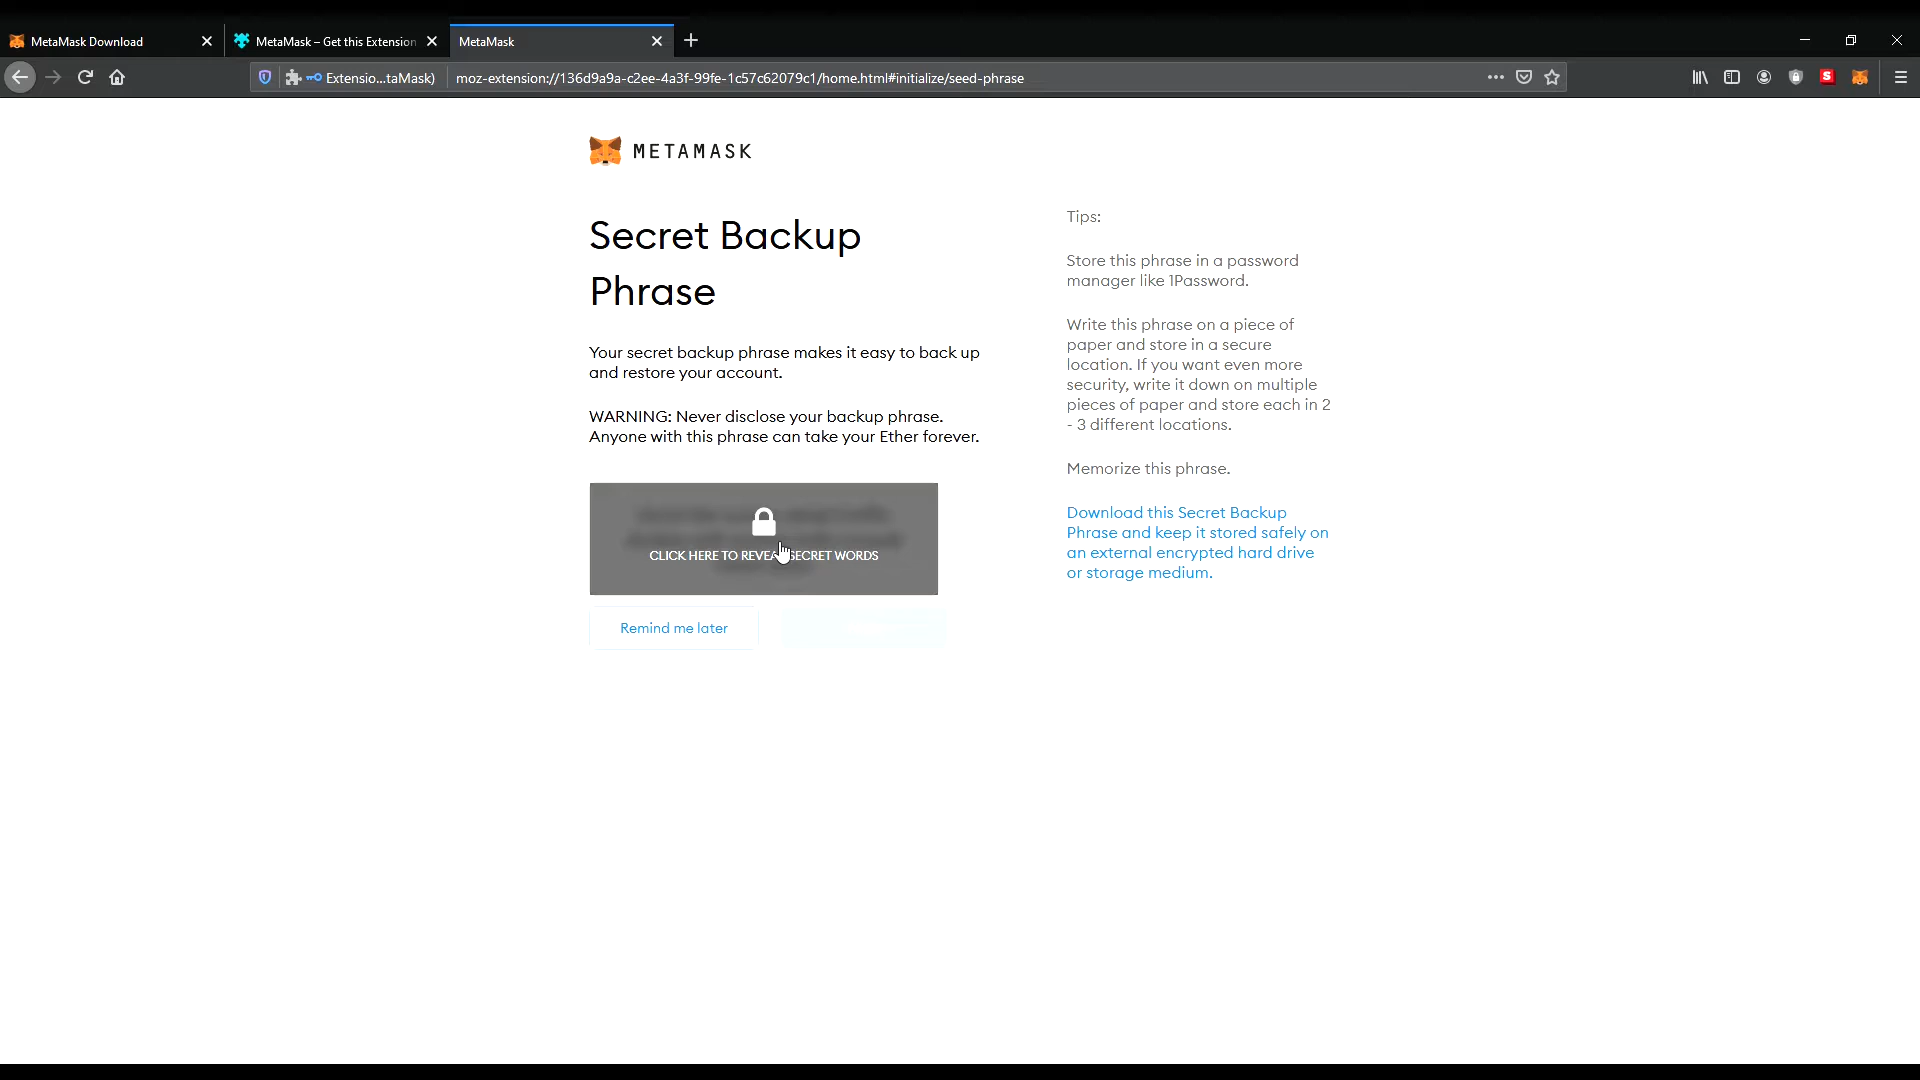 MetaMask Download
MetaMask – Get this Extension
MetaMask
Extensio...taMask)
moz-extension://136d9a9a-c2ee-4a3f-99fe-1c57c62079c1/home.html#initialize/seed-phrase
S
METAMASK
Secret Backup
Phrase
Your secret backup phrase makes it easy to back up
and restore your account.
WARNING: Never disclose your backup phrase.
Anyone with this phrase can take your Ether forever.
CLICK HERE TO REVEAL SECRET WORDS
Remind me later
Tips:
Store this phrase in a password
manager like 1Password.
Write this phrase on a piece of
paper and store in a secure
location. If you want even more
security, write it down on multiple
pieces of paper and store each in 2
- 3 different locations.
Memorize this phrase.
Download this Secret Backup
Phrase and keep it stored safely on
an external encrypted hard drive
or storage medium.